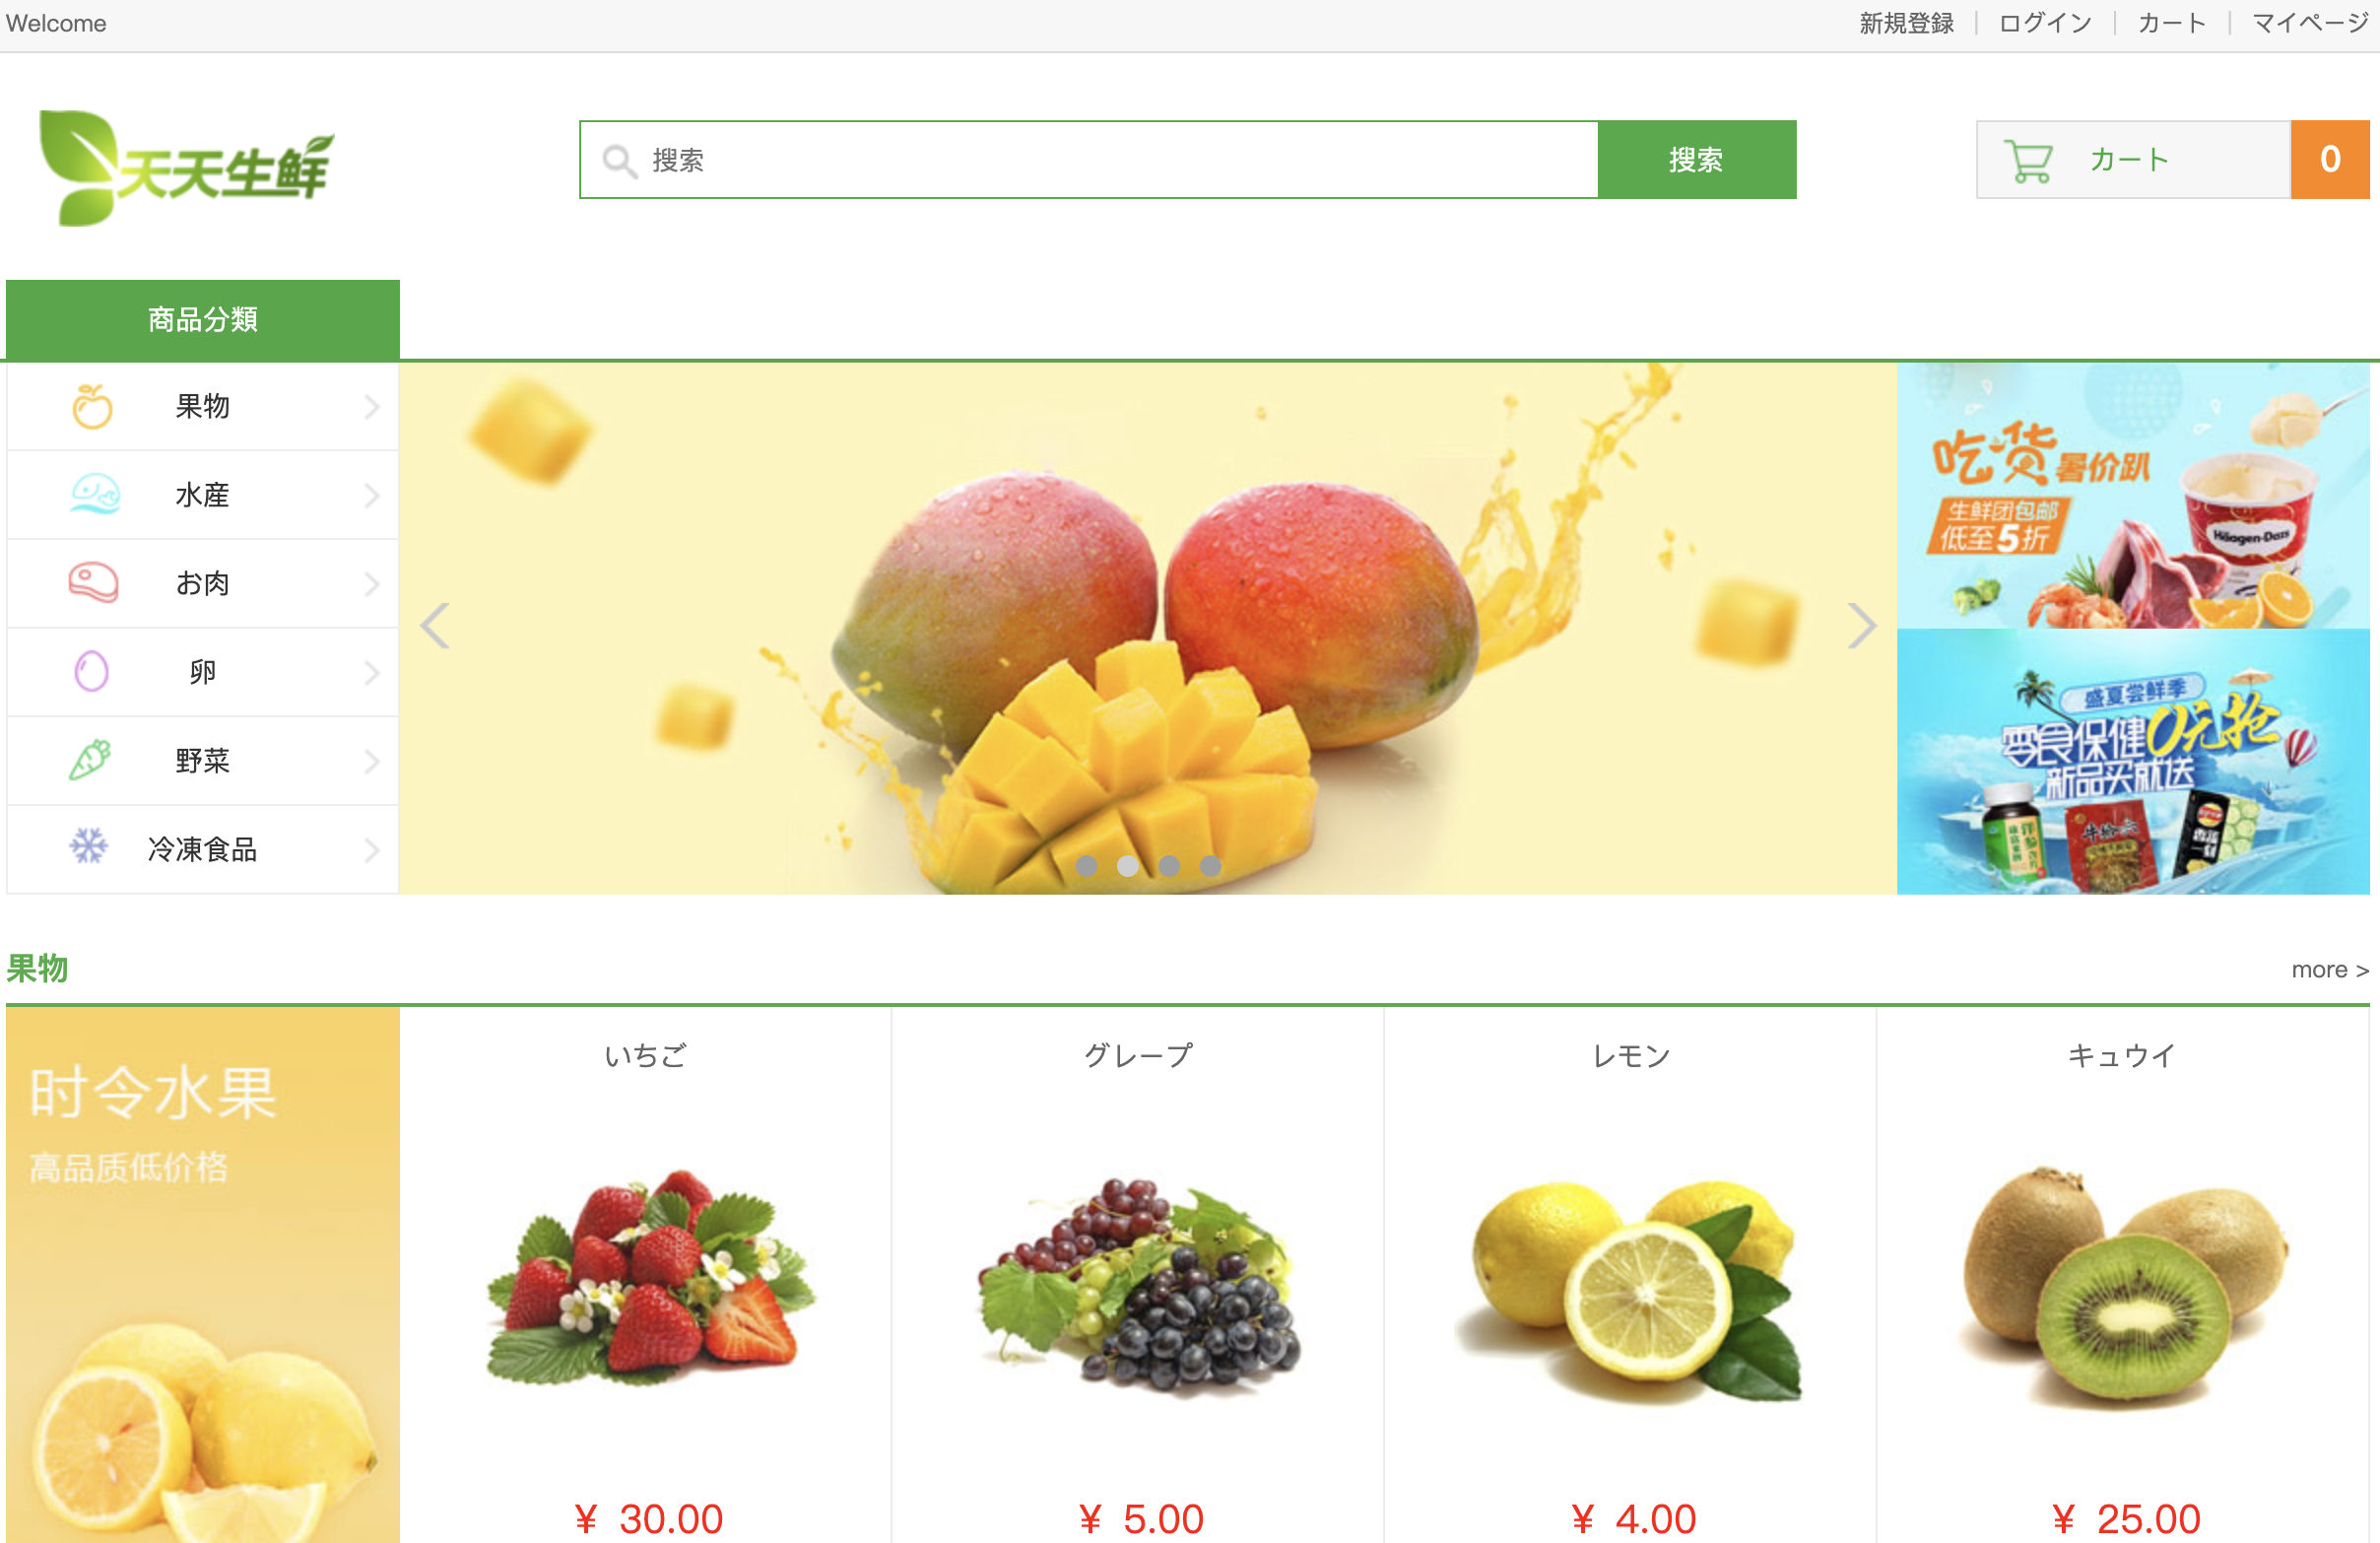 Welcome
新規登録 | ログイン | カート | マイページ
天天生鲜
搜索 搜索
カート 0
商品分類
果物
水産
お肉
卵
野菜
冷凍食品
吃货暑价趴
生鲜团包邮
低至5折
Häagen-Dazs
盛夏尝鲜季
零食保健0元抢
新品买就送
果物
more >
时令水果
高品质低价格
いちご
グレープ
レモン
キュウイ
¥ 30.00
¥ 5.00
¥ 4.00
¥ 25.00